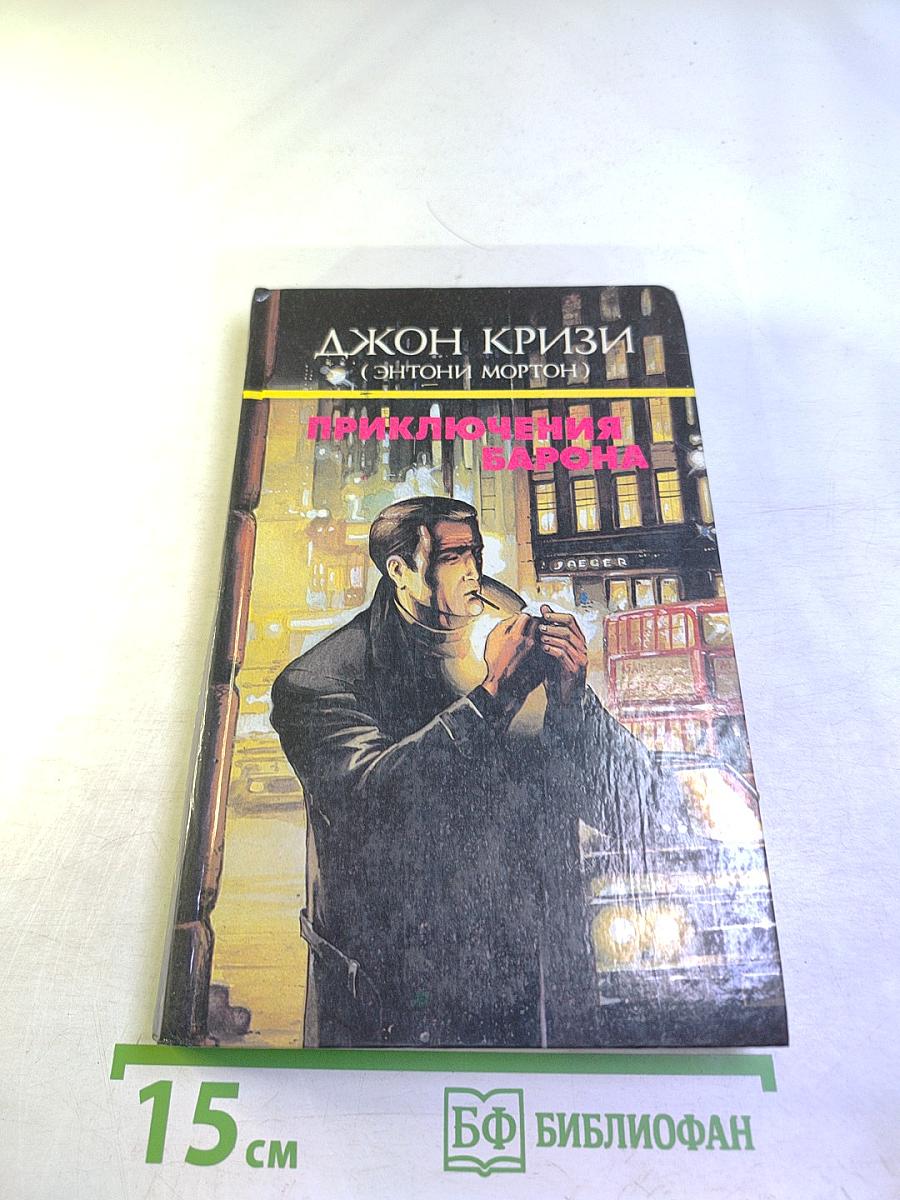 ДЖОН КРИЗИ
( ЭНТОНИ МОРТОН )
ПРИКЛЮЧЕНИЯ
БАРОНА
JAEGER
15 см
БФ БИБЛИОФАН